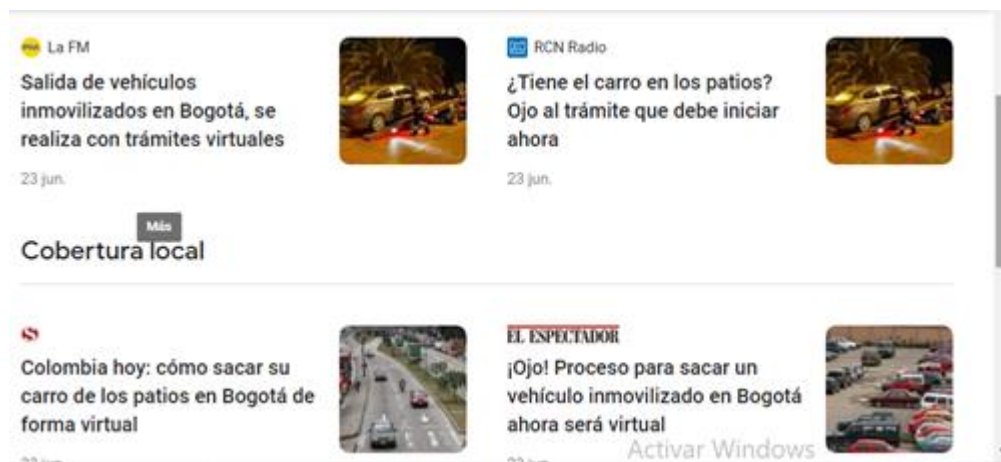 La FM
Salida de vehículos
inmovilizados en Bogotá, se
realiza con trámites virtuales
23 jun.
RCN Radio
¿Tiene el carro en los patios?
Ojo al trámite que debe iniciar
ahora
23 jun.
Más
Cobertura local
S
Colombia hoy: cómo sacar su
carro de los patios en Bogotá de
forma virtual
EL ESPECTADOR
¡Ojo! Proceso para sacar un
vehículo inmovilizado en Bogotá
ahora será virtual
Activar Windows